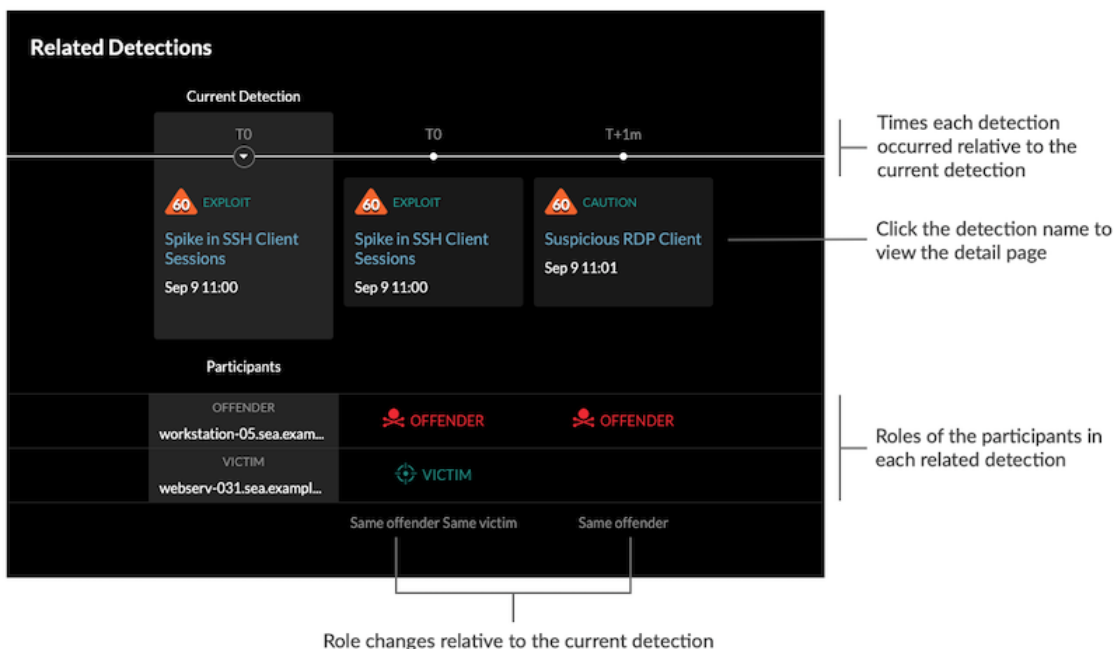 Related Detections
Current Detection
T0
T0
T+1m
Times each detection
occurred relative to the
current detection
60 EXPLOIT
60 EXPLOIT
60 CAUTION
Spike in SSH Client
Sessions
Sep 9 11:00
Spike in SSH Client
Sessions
Sep 9 11:00
Suspicious RDP Client
Sep 9 11:01
Click the detection name to
view the detail page
Participants
OFFENDER
workstation-05.sea.exam...
OFFENDER
OFFENDER
VICTIM
webserv-031.sea.exampl...
VICTIM
Roles of the participants in
each related detection
Same offender Same victim
Same offender
Role changes relative to the current detection